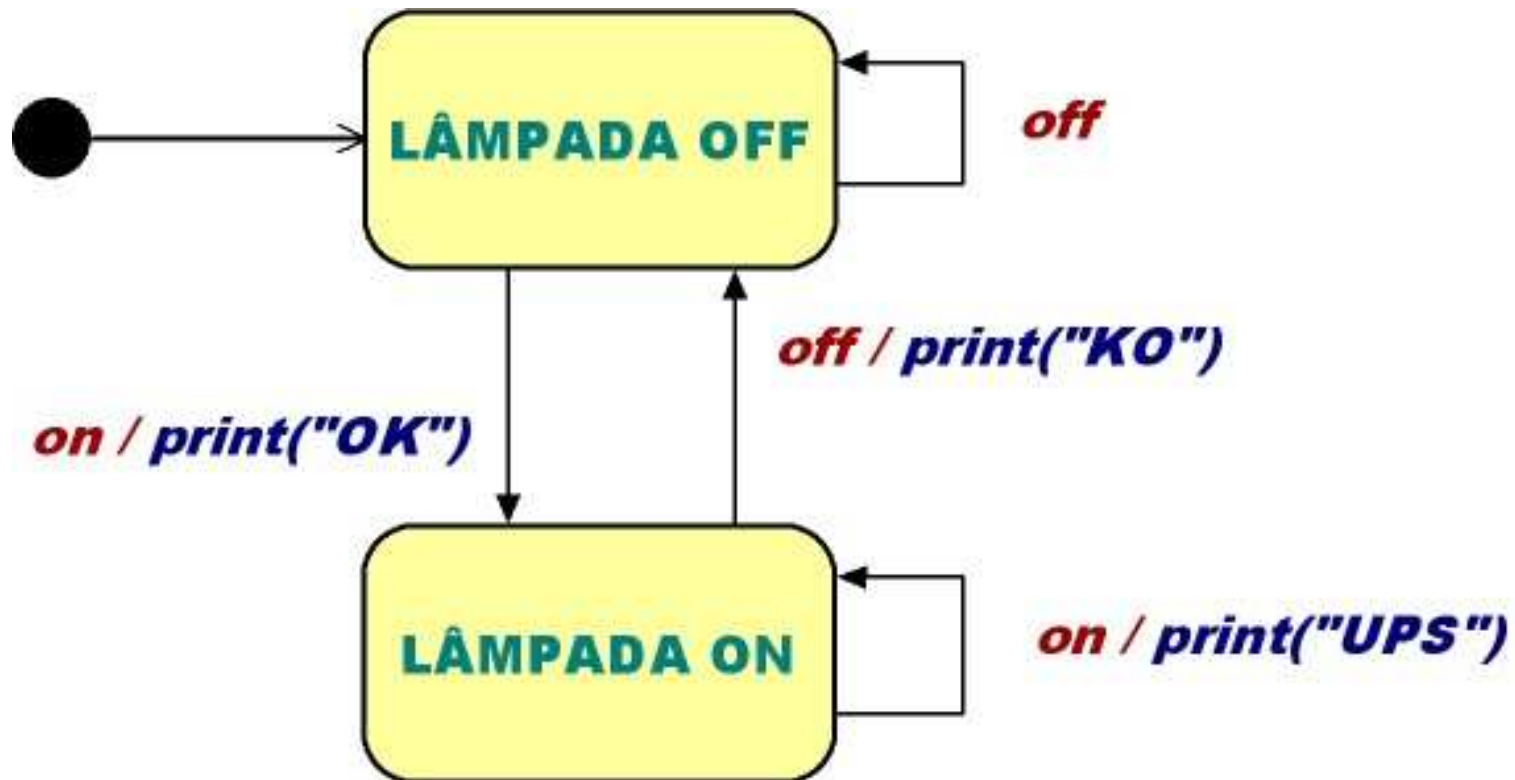 LÂMPADA OFF
off
off / print("KO")
on / print("OK")
LÂMPADA ON
on / print("UPS")